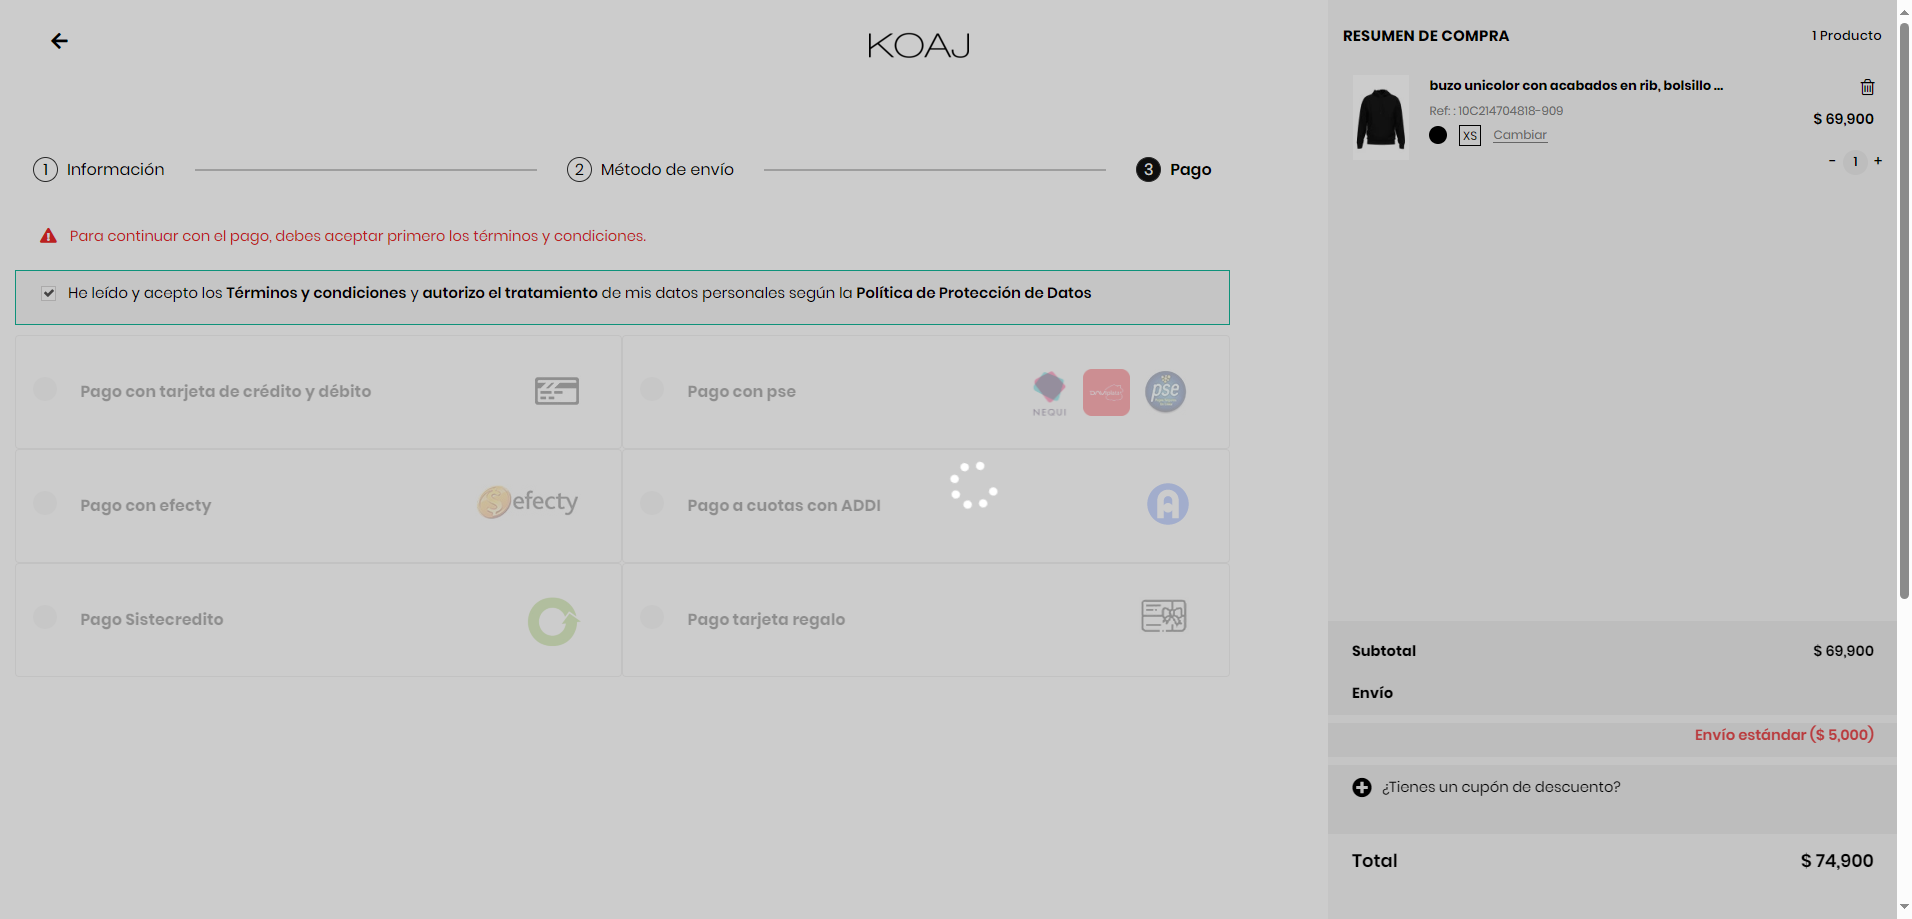 KOAJ
1 Información
2 Método de envío
3 Pago
Para continuar con el pago, debes aceptar primero los términos y condiciones.
He leído y acepto los Términos y condiciones y autorizo el tratamiento de mis datos personales según la Política de Protección de Datos
Pago con tarjeta de crédito y débito
Pago con pse
NEQUI
pse
Pago con efecty
efecty
Pago a cuotas con ADDI
Pago Sistecredito
Pago tarjeta regalo
RESUMEN DE COMPRA
1 Producto
buzo unicolor con acabados en rib, bolsillo ...
Ref: : 10C214704818-909
$ 69,900
XS Cambiar
- 1 +
Subtotal $ 69,900
Envío
Envío estándar ($ 5,000)
¿Tienes un cupón de descuento?
Total $ 74,900